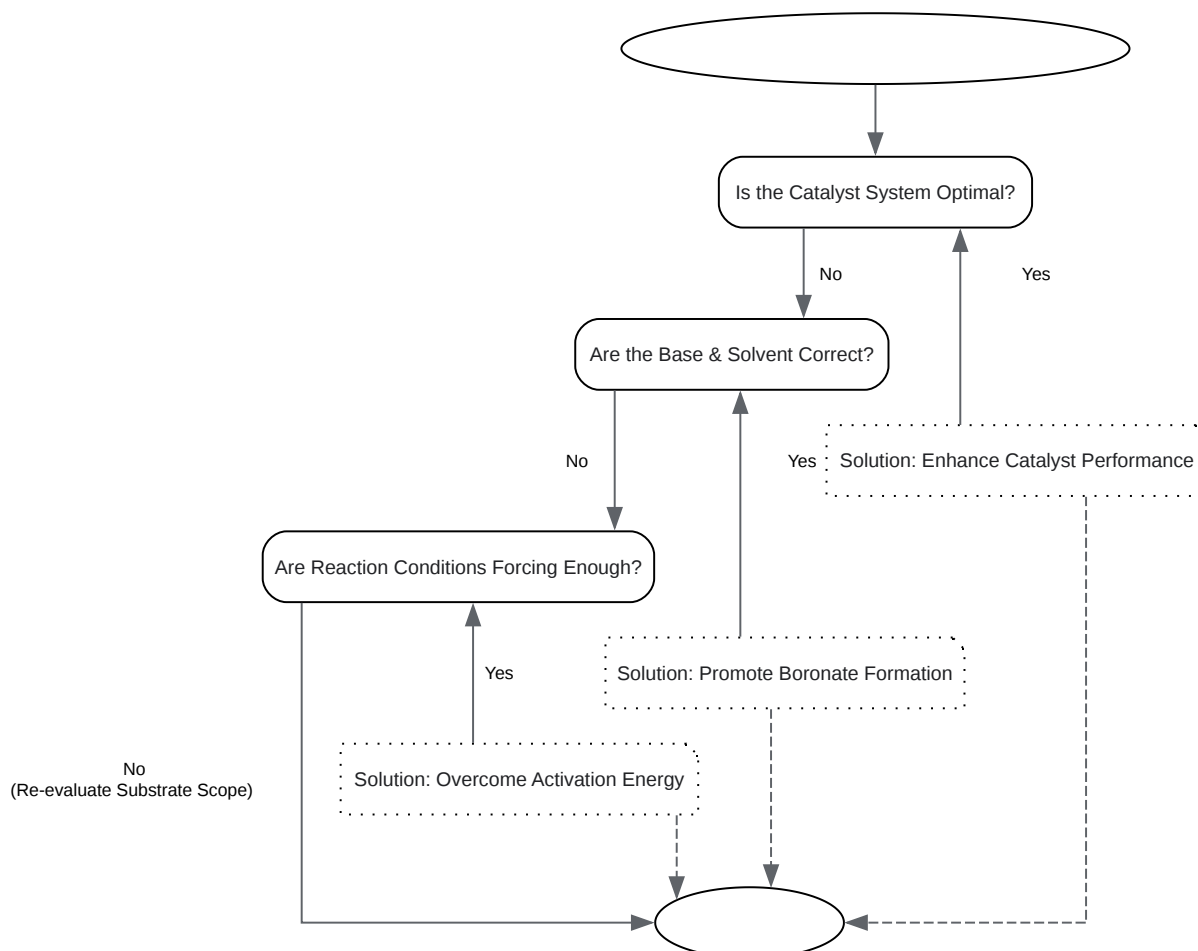 Is the Catalyst System Optimal?
No
Yes
Are the Base & Solvent Correct?
No
Yes
Solution: Enhance Catalyst Performance
Are Reaction Conditions Forcing Enough?
Yes
Solution: Promote Boronate Formation
No
(Re-evaluate Substrate Scope)
Solution: Overcome Activation Energy